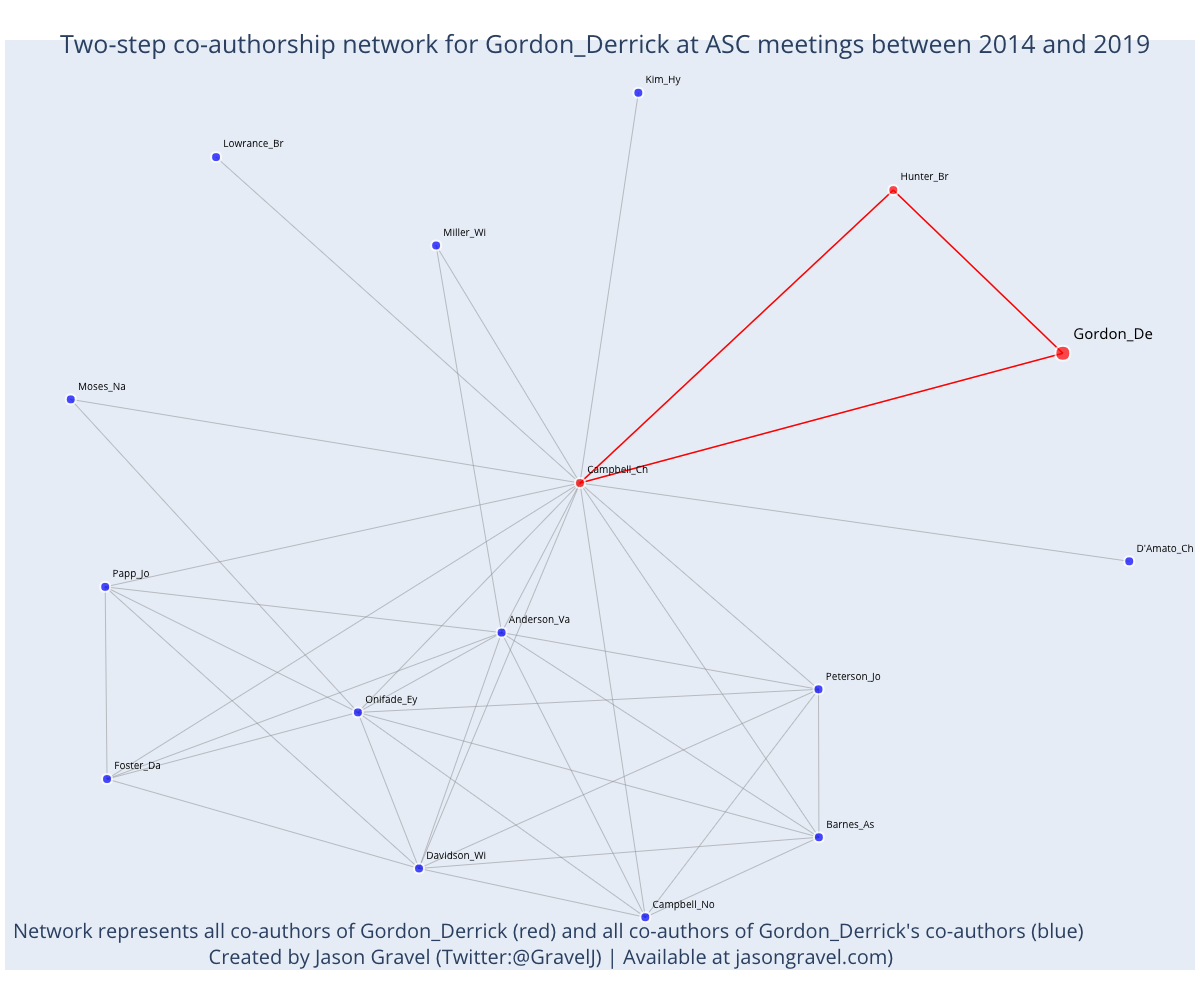 Two-step co-authorship network for Gordon_Derrick at ASC meetings between 2014 and 2019
Kim_Hy
Lowrance_Br
Hunter_Br
Miller_Wi
Gordon_De
Moses_Na
Campbell_Ch
D'Amato_Ch
Papp_Jo
Anderson_Va
Peterson_Jo
Onifade_Ey
Foster_Da
Barnes_As
Davidson_Wi
Campbell_No
Network represents all co-authors of Gordon_Derrick (red) and all co-authors of Gordon_Derrick's co-authors (blue)
Created by Jason Gravel (Twitter:@GravelJ) | Available at jasongravel.com)